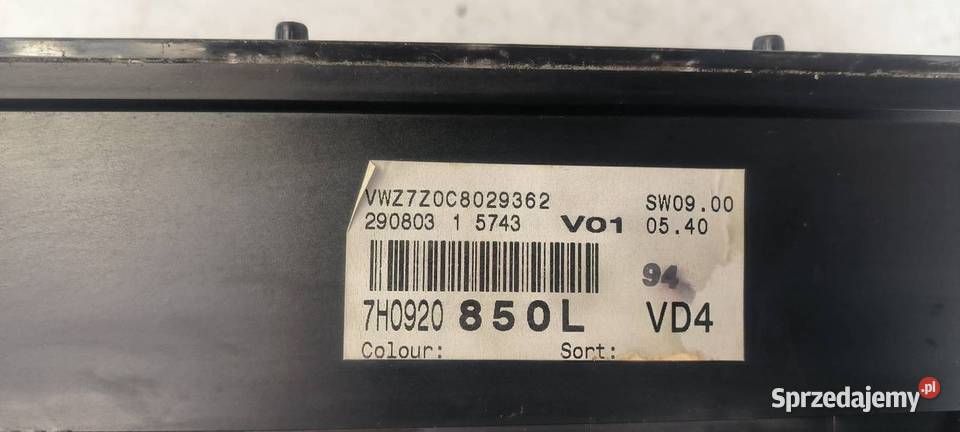 VWZ7Z0C8029362 SW09.00
290803 1 5743 V01 05.40
94
7H0920 850L VD4
Colour: Sort:
Sprzedajemy.pl